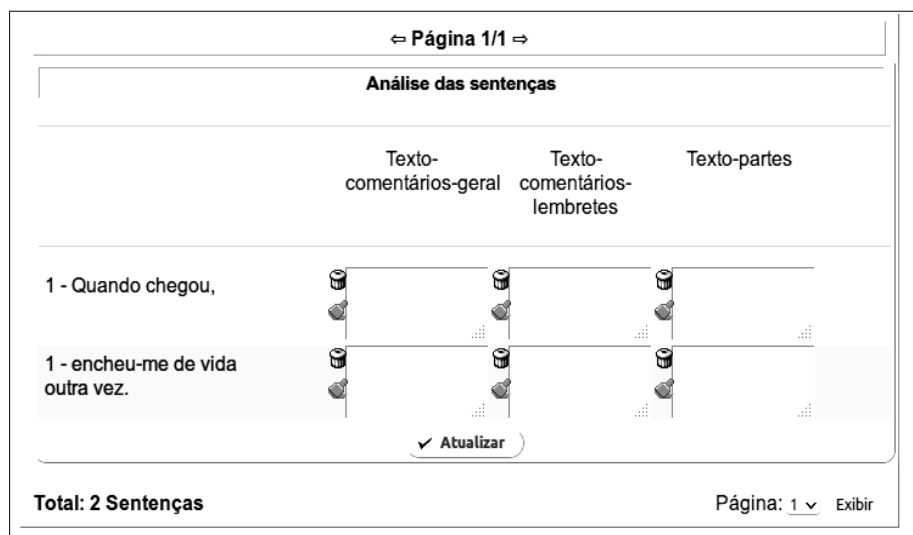 ⇦ Página 1/1 ⇨
Análise das sentenças
Texto-
comentários-geral
Texto-
comentários-
lembretes
Texto-partes
1 - Quando chegou,
1 - encheu-me de vida
outra vez.
✔ Atualizar
Total: 2 Sentenças
Página: 1 Exibir